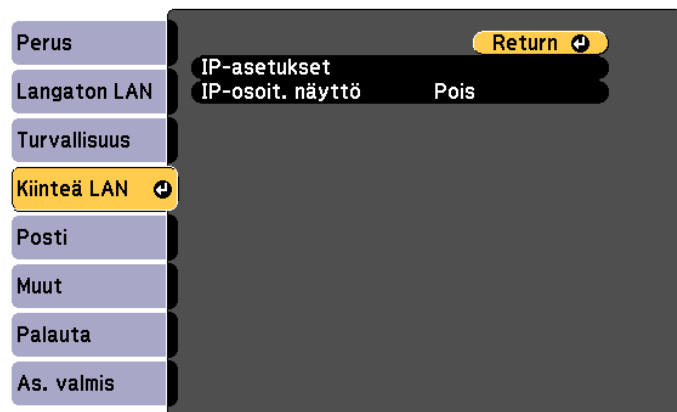 Perus
Langaton LAN
Turvallisuus
Kiinteä LAN
Posti
Muut
Palauta
As. valmis
Return
IP-asetukset
IP-osoit. näyttö Pois